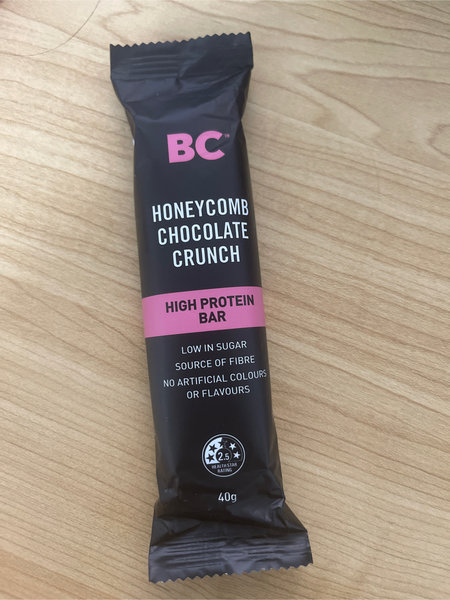 BC™
HONEYCOMB
CHOCOLATE
CRUNCH
HIGH PROTEIN
BAR
LOW IN SUGAR
SOURCE OF FIBRE
NO ARTIFICIAL COLOURS
OR FLAVOURS
2.5
HEALTH STAR
RATING
40g